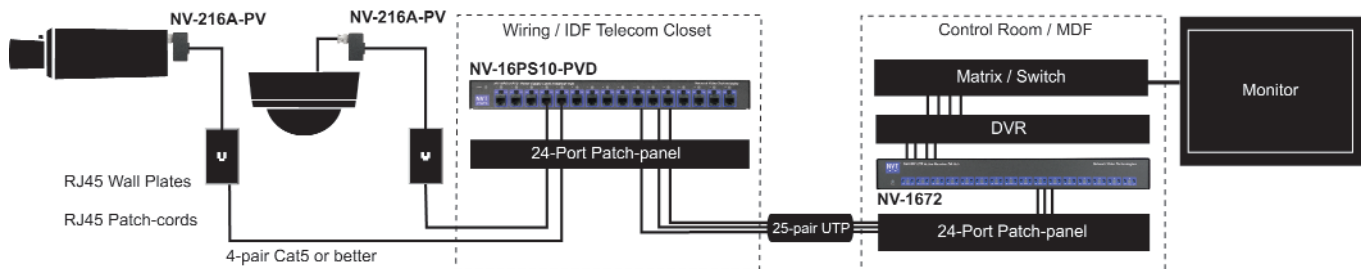 NV-216A-PV
NV-216A-PV
Wiring / IDF Telecom Closet
NV-16PS10-PVD
NVT
24-Port Patch-panel
RJ45 Wall Plates
RJ45 Patch-cords
4-pair Cat5 or better
25-pair UTP
Control Room / MDF
Matrix / Switch
DVR
NVT
NV-1672
24-Port Patch-panel
Monitor